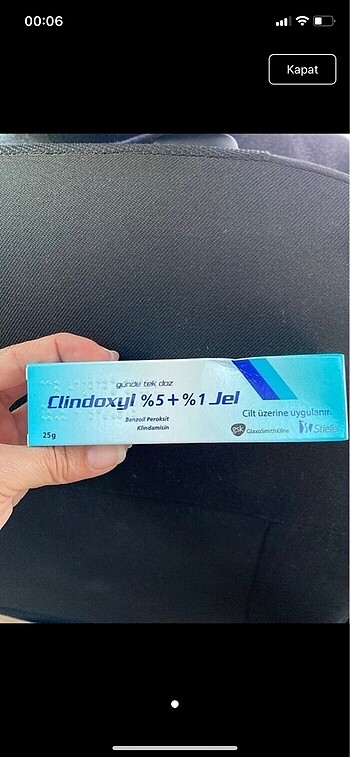 00:06
Kapat
günde tek doz
Clindoxyl %5+%1 Jel
Benzoil Peroksit
Klindamisin
25g
Cilt üzerine uygulanır.
gsk GlaxoSmithKline
Stiefel